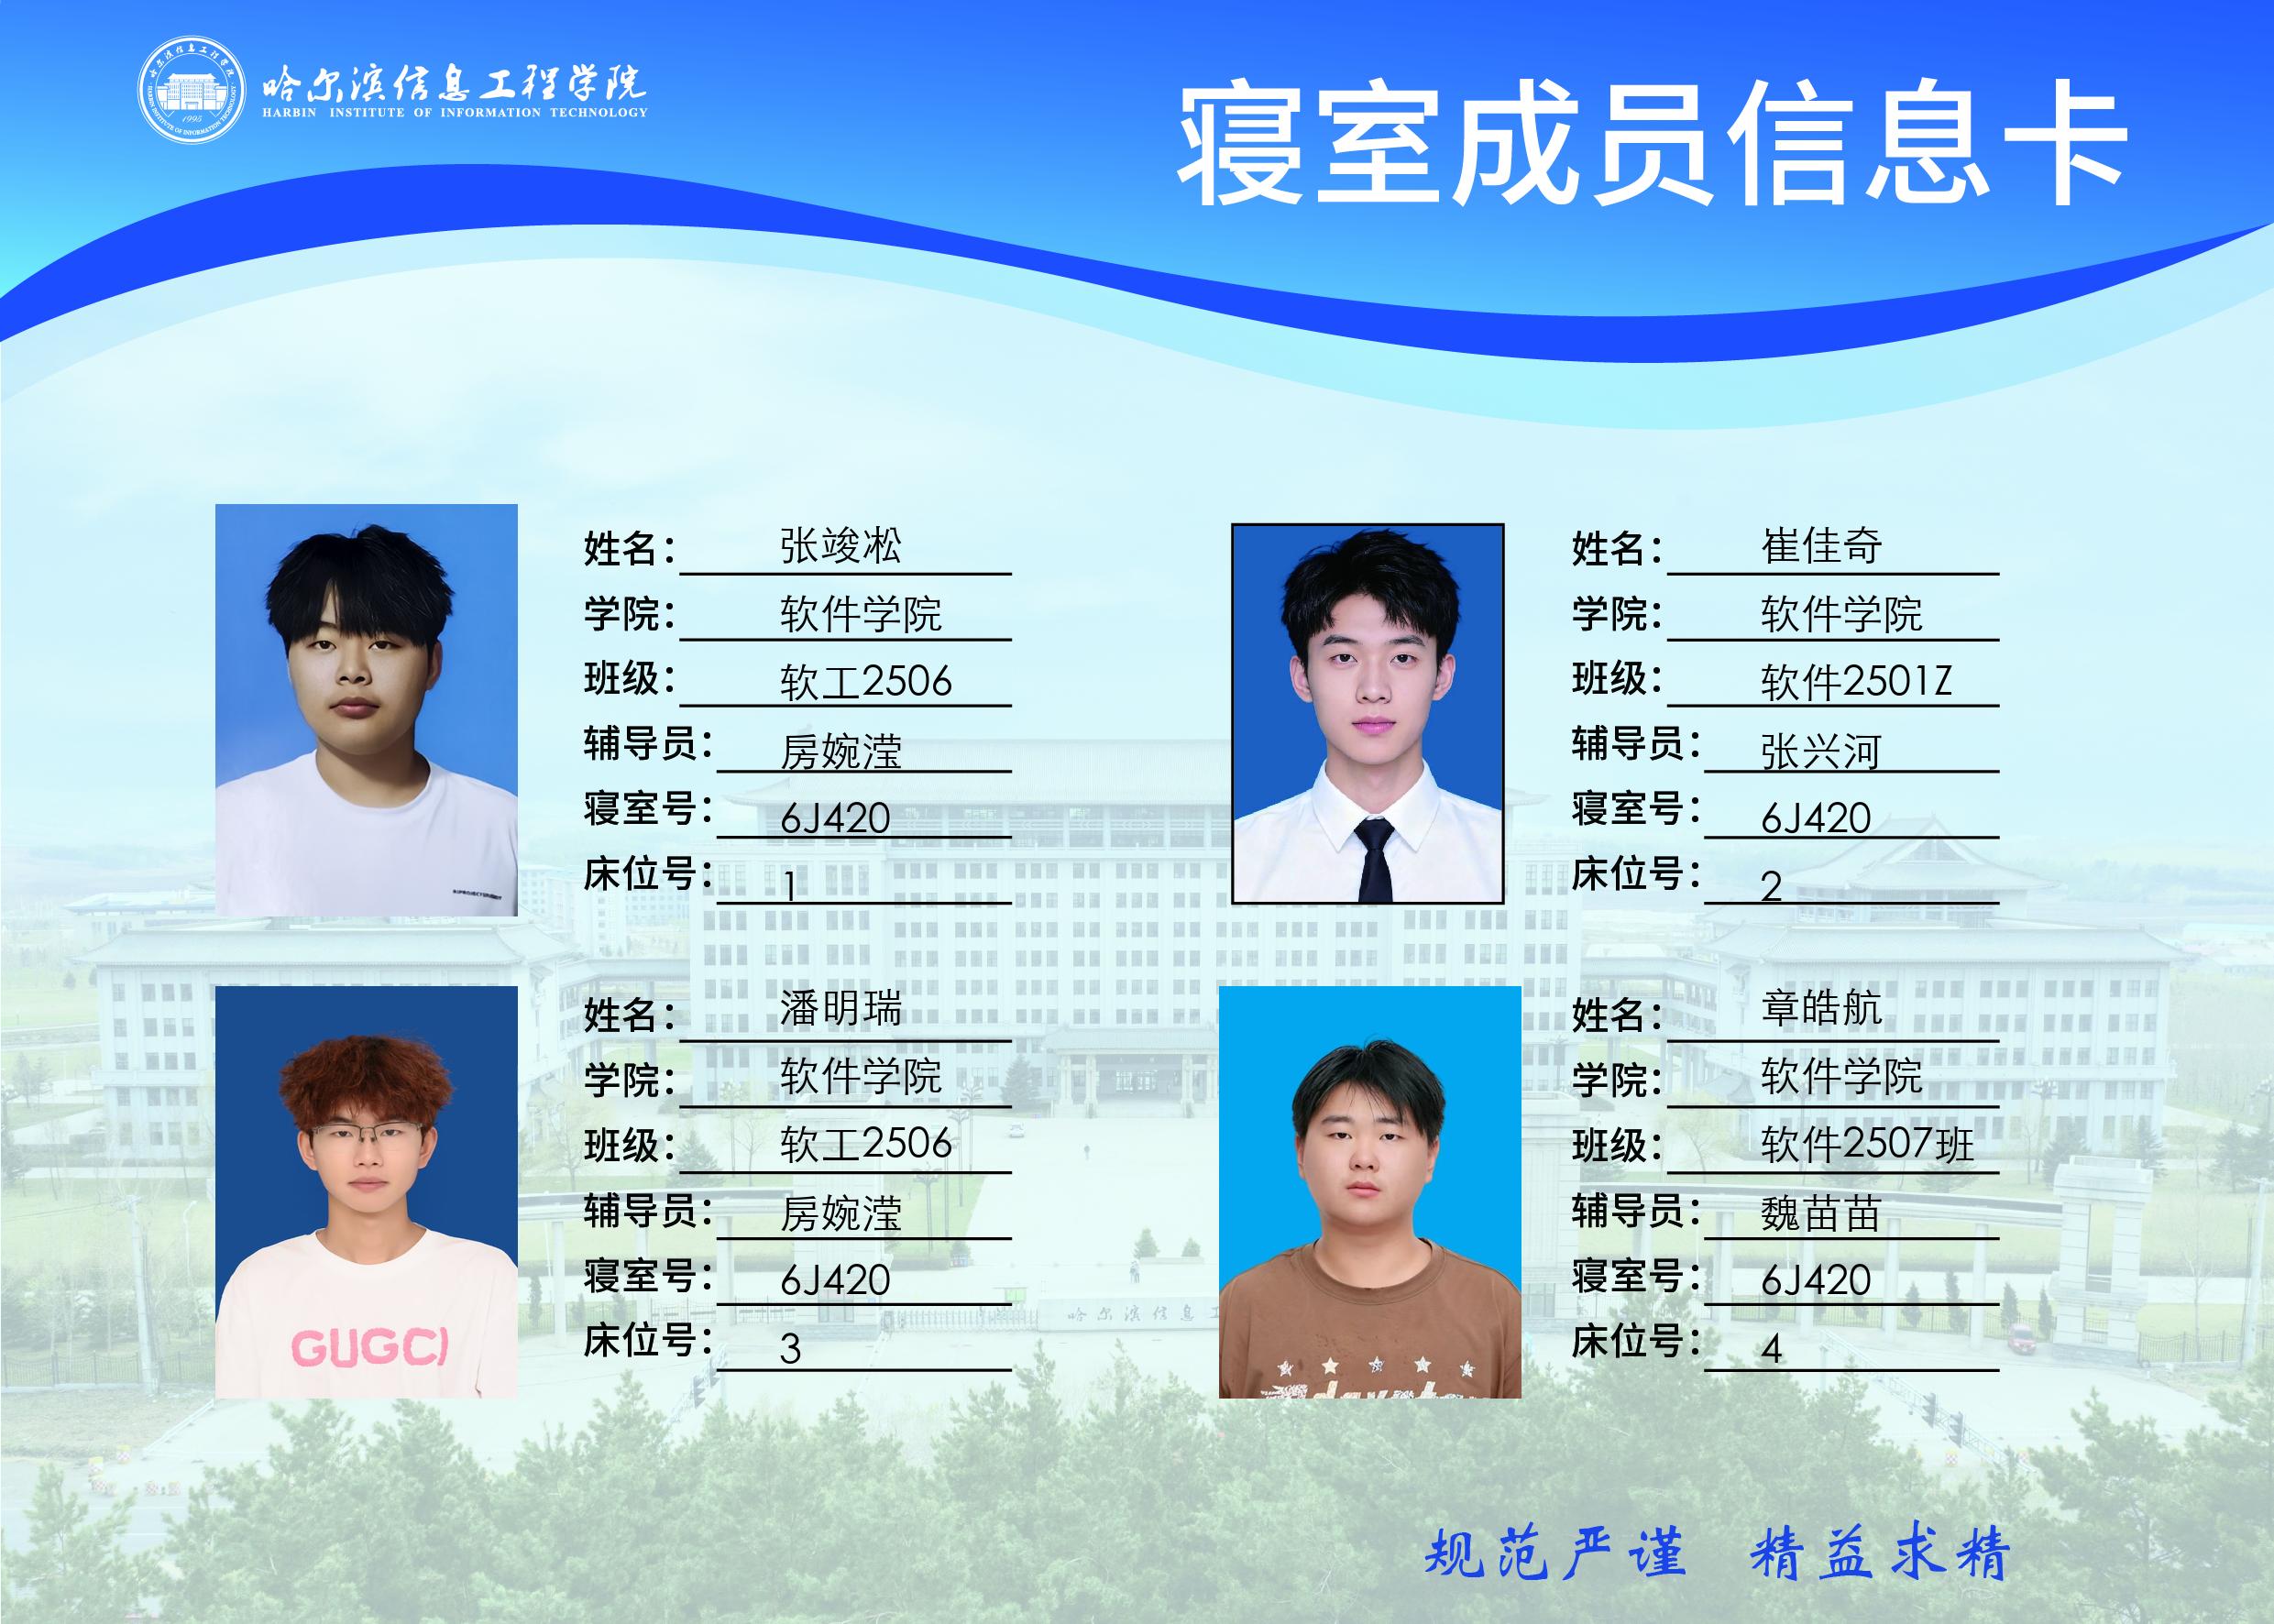 哈尔滨信息工程学院
HARBIN INSTITUTE OF INFORMATION TECHNOLOGY
1995
寝室成员信息卡
姓名: 张竣凇
学院: 软件学院
班级: 软工2506
辅导员: 房婉滢
寝室号: 6J420
床位号: 1
姓名: 崔佳奇
学院: 软件学院
班级: 软件2501Z
辅导员: 张兴河
寝室号: 6J420
床位号: 2
姓名: 潘明瑞
学院: 软件学院
班级: 软工2506
辅导员: 房婉滢
寝室号: 6J420
床位号: 3
GUGCI
姓名: 章皓航
学院: 软件学院
班级: 软件2507班
辅导员: 魏苗苗
寝室号: 6J420
床位号: 4
哈尔滨信息工
规范严谨 精益求精